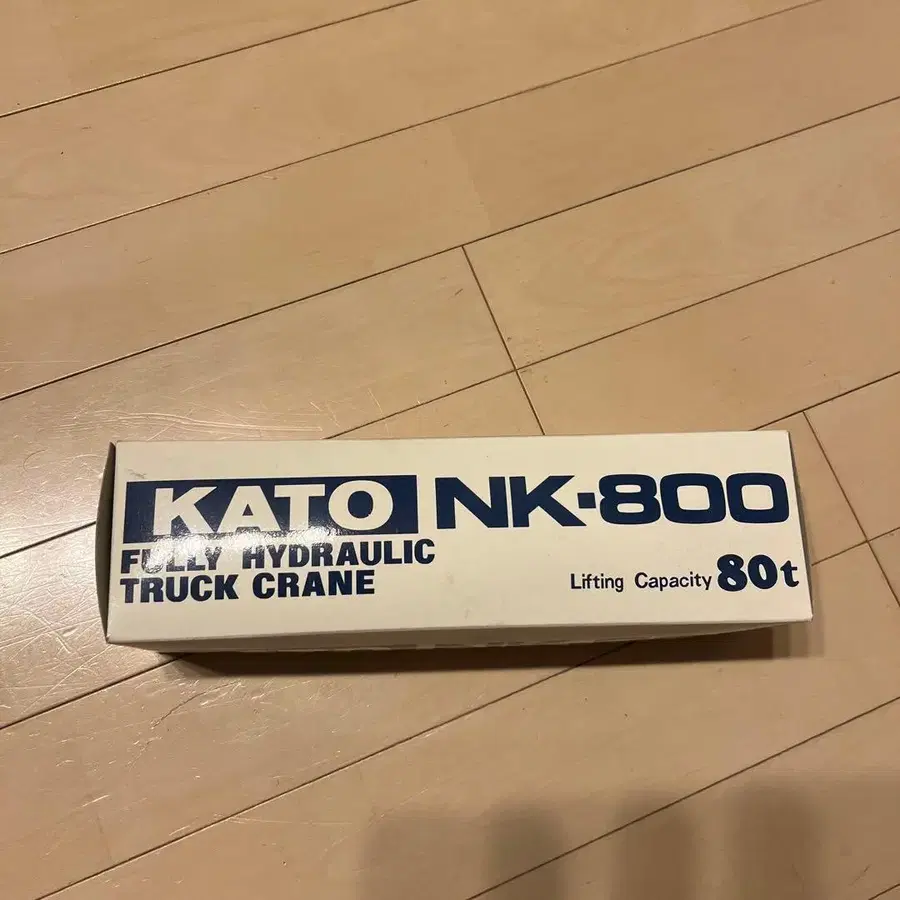 KATO NK-800
FULLY HYDRAULIC
TRUCK CRANE
Lifting Capacity 80t